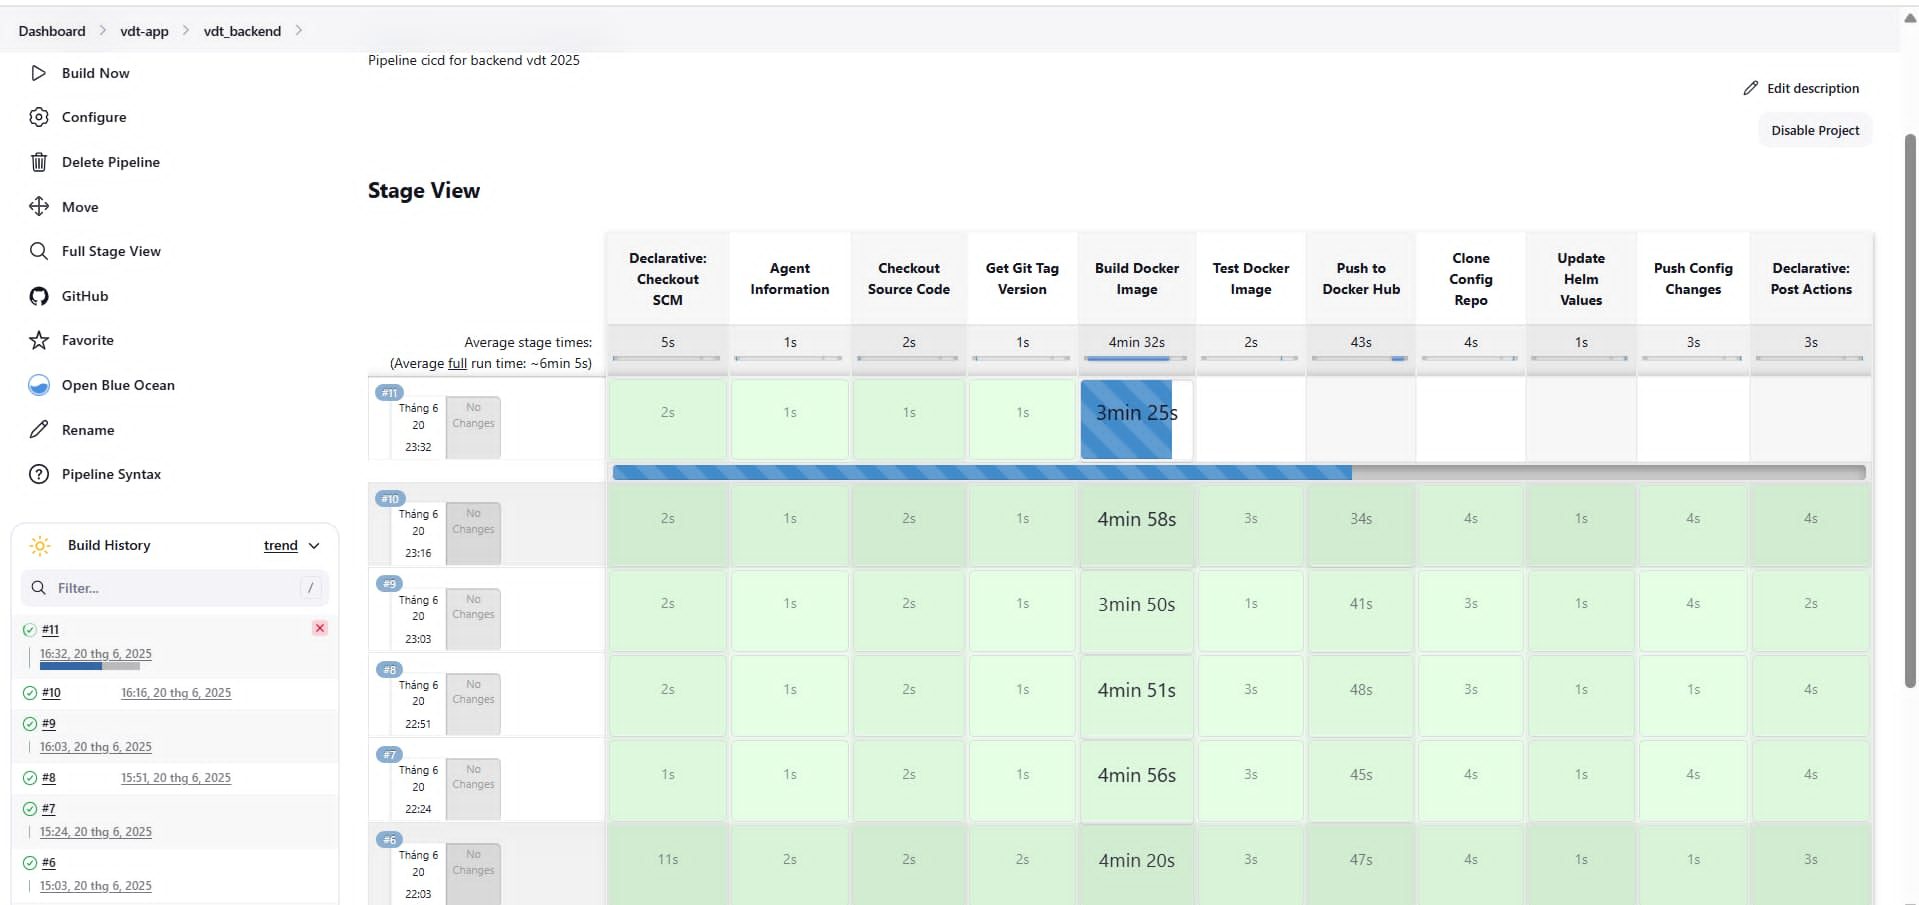 Dashboard
vdt-app
vdt_backend
Build Now
Configure
Delete Pipeline
Move
Full Stage View
GitHub
Favorite
Open Blue Ocean
Rename
Pipeline Syntax
Build History
trend
Filter...
/
#11
16:32, 20 thg 6, 2025
#10 16:16, 20 thg 6, 2025
#9
16:03, 20 thg 6, 2025
#8 15:51, 20 thg 6, 2025
#7
15:24, 20 thg 6, 2025
#6
15:03, 20 thg 6, 2025
Pipeline cicd for backend vdt 2025
Edit description
Disable Project
Stage View
Declarative:
Checkout
SCM
Agent
Information
Checkout
Source Code
Get Git Tag
Version
Build Docker
Image
Test Docker
Image
Push to
Docker Hub
Clone
Config
Repo
Update
Helm
Values
Push Config
Changes
Declarative:
Post Actions
Average stage times:
(Average full run time: ~6min 5s)
5s 1s 2s 1s 4min 32s 2s 43s 4s 1s 3s 3s
#11
Tháng 6
20
23:32
No
Changes
2s 1s 1s 1s 3min 25s
#10
Tháng 6
20
23:16
No
Changes
2s 1s 2s 1s 4min 58s 3s 34s 4s 1s 4s 4s
#9
Tháng 6
20
23:03
No
Changes
2s 1s 2s 1s 3min 50s 1s 41s 3s 1s 4s 2s
#8
Tháng 6
20
22:51
No
Changes
2s 1s 2s 1s 4min 51s 3s 48s 3s 1s 1s 4s
#7
Tháng 6
20
22:24
No
Changes
1s 1s 2s 1s 4min 56s 3s 45s 4s 1s 4s 4s
#6
Tháng 6
20
22:03
No
Changes
11s 2s 2s 2s 4min 20s 3s 47s 4s 1s 1s 3s